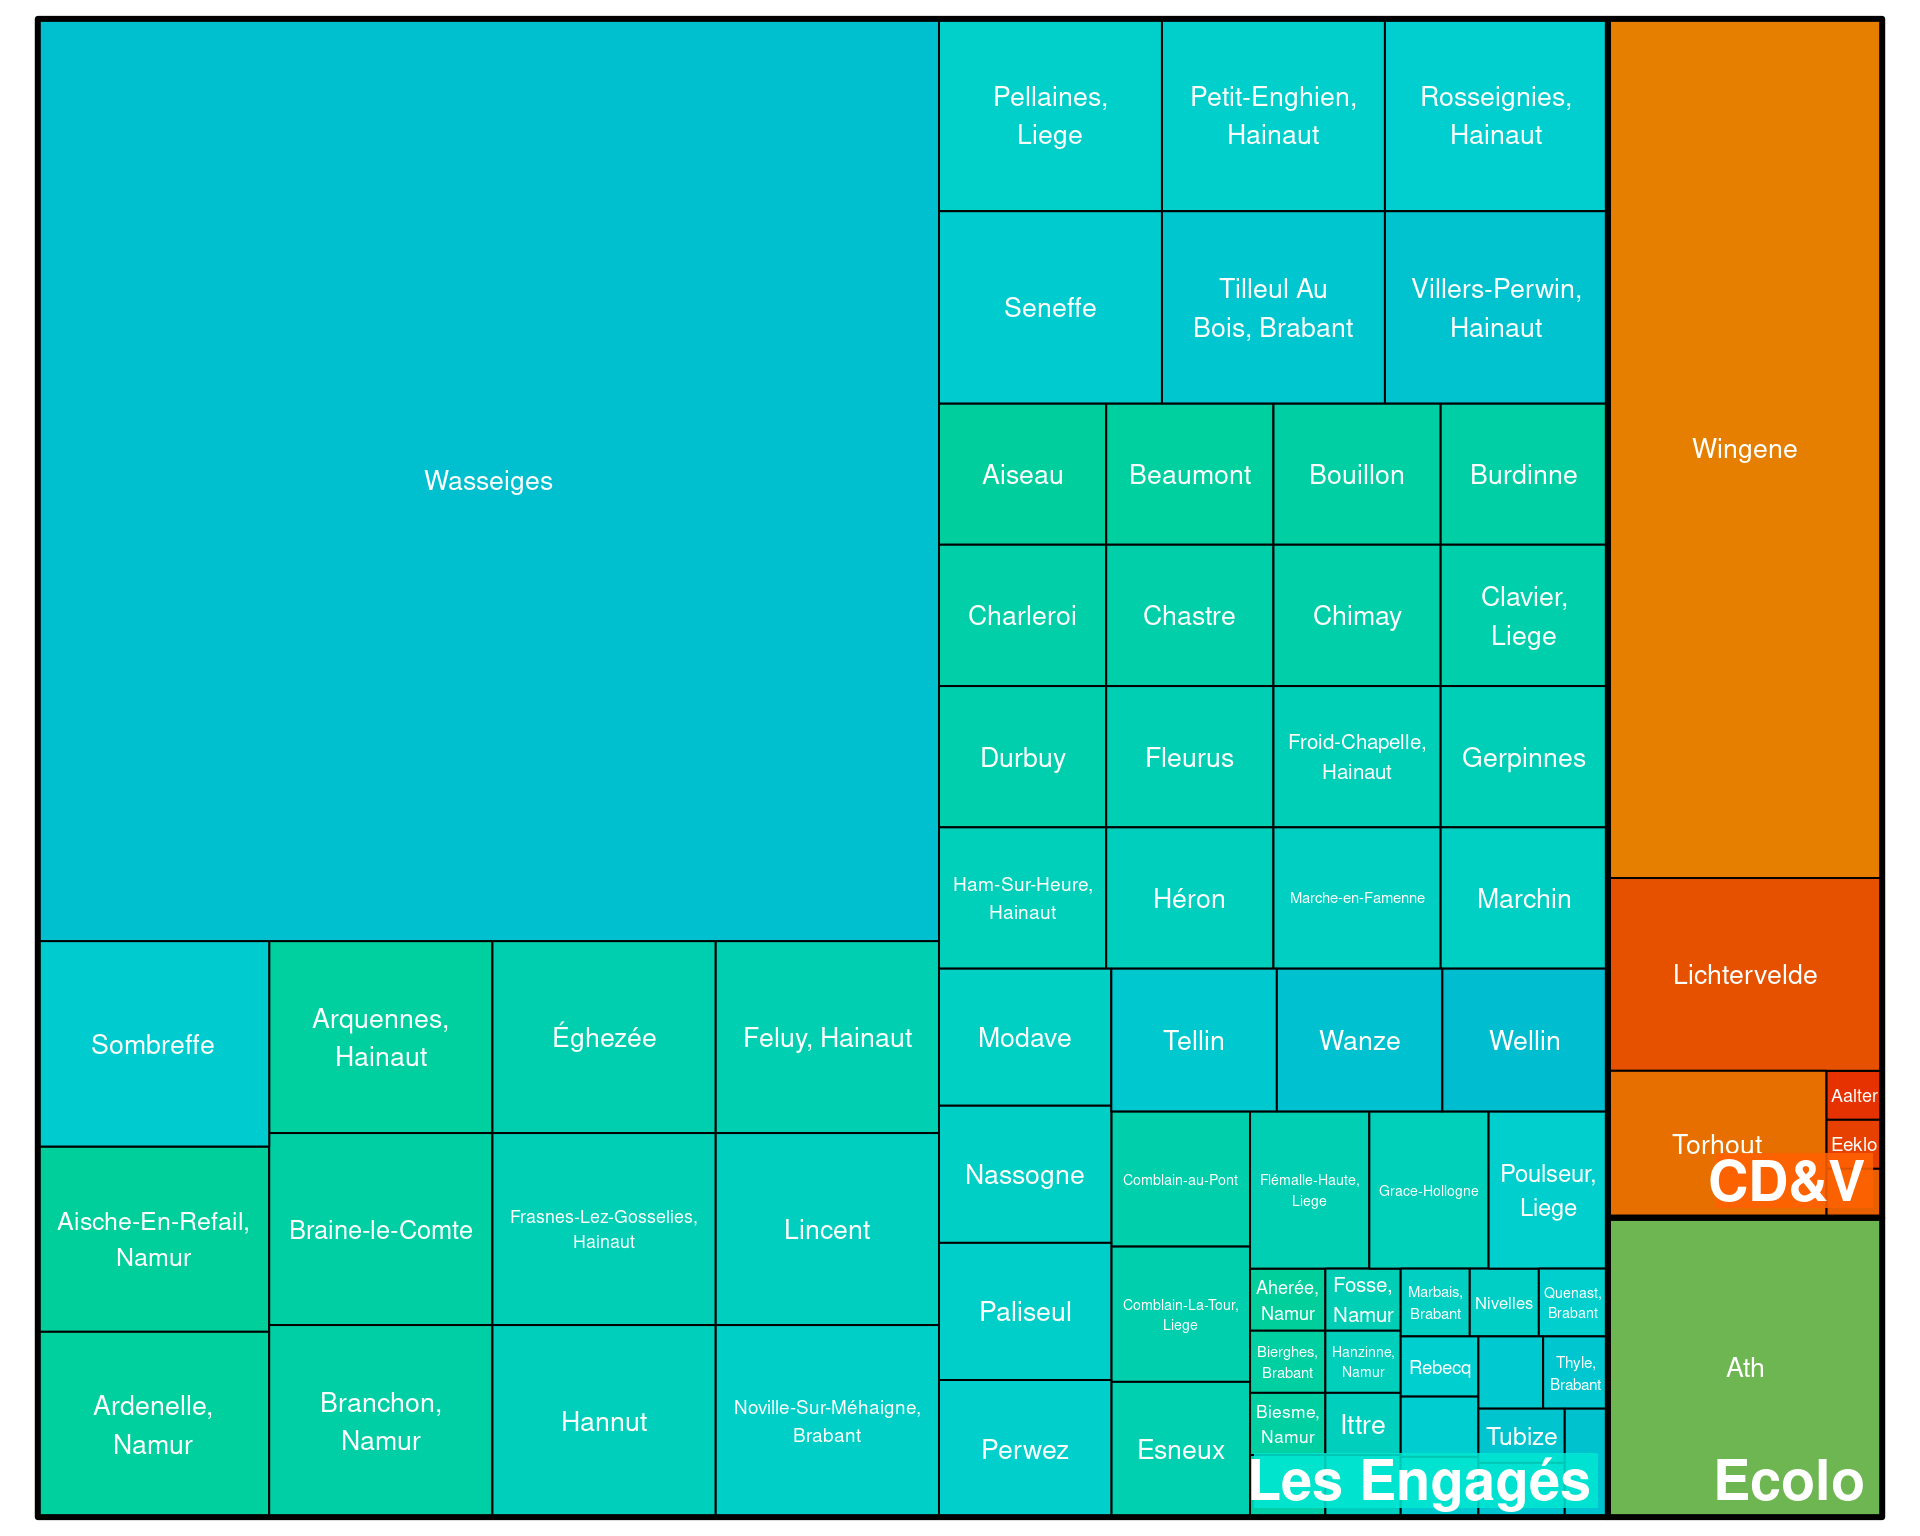 Wasseiges
Pellaines,
Liege
Petit-Enghien,
Hainaut
Rosseignies,
Hainaut
Seneffe
Tilleul Au
Bois, Brabant
Villers-Perwin,
Hainaut
Aiseau
Beaumont
Bouillon
Burdinne
Charleroi
Chastre
Chimay
Clavier,
Liege
Durbuy
Fleurus
Froid-Chapelle,
Hainaut
Gerpinnes
Ham-Sur-Heure,
Hainaut
Héron
Marche-en-Famenne
Marchin
Sombreffe
Arquennes,
Hainaut
Éghezée
Feluy, Hainaut
Modave
Tellin
Wanze
Wellin
Aische-En-Refail,
Namur
Braine-le-Comte
Frasnes-Lez-Gosselies,
Hainaut
Lincent
Nassogne
Comblain-au-Pont
Flémalle-Haute,
Liege
Grace-Hollogne
Poulseur,
Liege
Ardenelle,
Namur
Branchon,
Namur
Hannut
Noville-Sur-Méhaigne,
Brabant
Paliseul
Comblain-La-Tour,
Liege
Perwez
Esneux
Aherée,
Namur
Fosse,
Namur
Marbais,
Brabant
Nivelles
Quenast,
Brabant
Bierghes,
Brabant
Hanzinne,
Namur
Rebecq
Thyle,
Brabant
Biesme,
Namur
Ittre
Tubize
Les Engagés
Wingene
Lichtervelde
Torhout
Aalter
Eeklo
CD&V
Ath
Ecolo